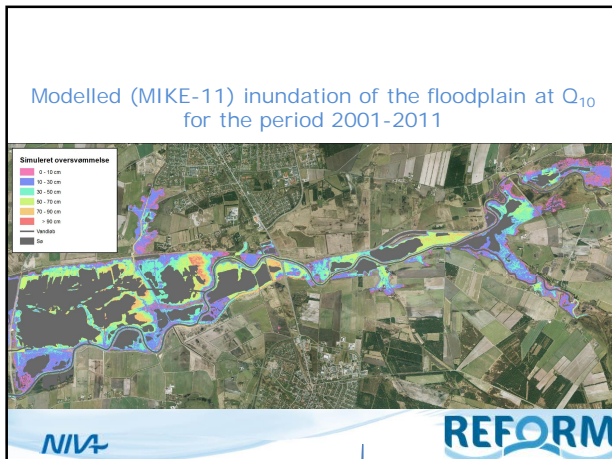 Modelled (MIKE-11) inundation of the floodplain at Q10
for the period 2001-2011
Simuleret oversvømmelse
0 - 10 cm
10 - 30 cm
30 - 50 cm
50 - 70 cm
70 - 90 cm
> 90 cm
Vandløb
Sø
NIVA
REFORM